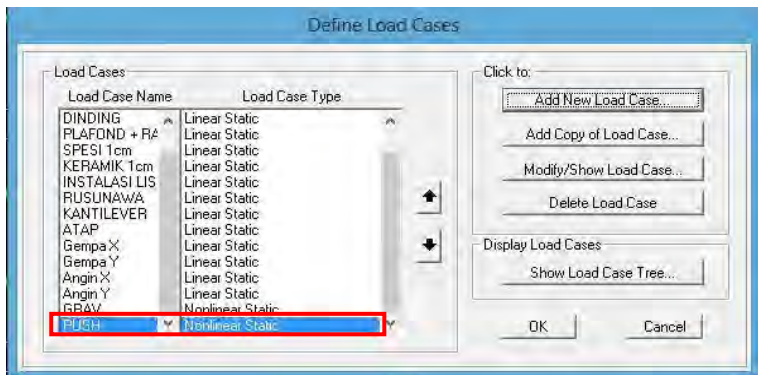 Define Load Cases
Load Cases
Load Case Name Load Case Type
DINDING Linear Static
PLAFOND + RA Linear Static
SPESI 1cm Linear Static
KERAMIK 1cm Linear Static
INSTALASI LIS Linear Static
RUSUNAWA Linear Static
KANTILEVER Linear Static
ATAP Linear Static
Gempa X Linear Static
Gempa Y Linear Static
Angin X Linear Static
Angin Y Linear Static
GRAV Nonlinear Static
PUSH Nonlinear Static
Click to:
Add New Load Case...
Add Copy of Load Case...
Modify/Show Load Case...
Delete Load Case
Display Load Cases
Show Load Case Tree...
OK Cancel